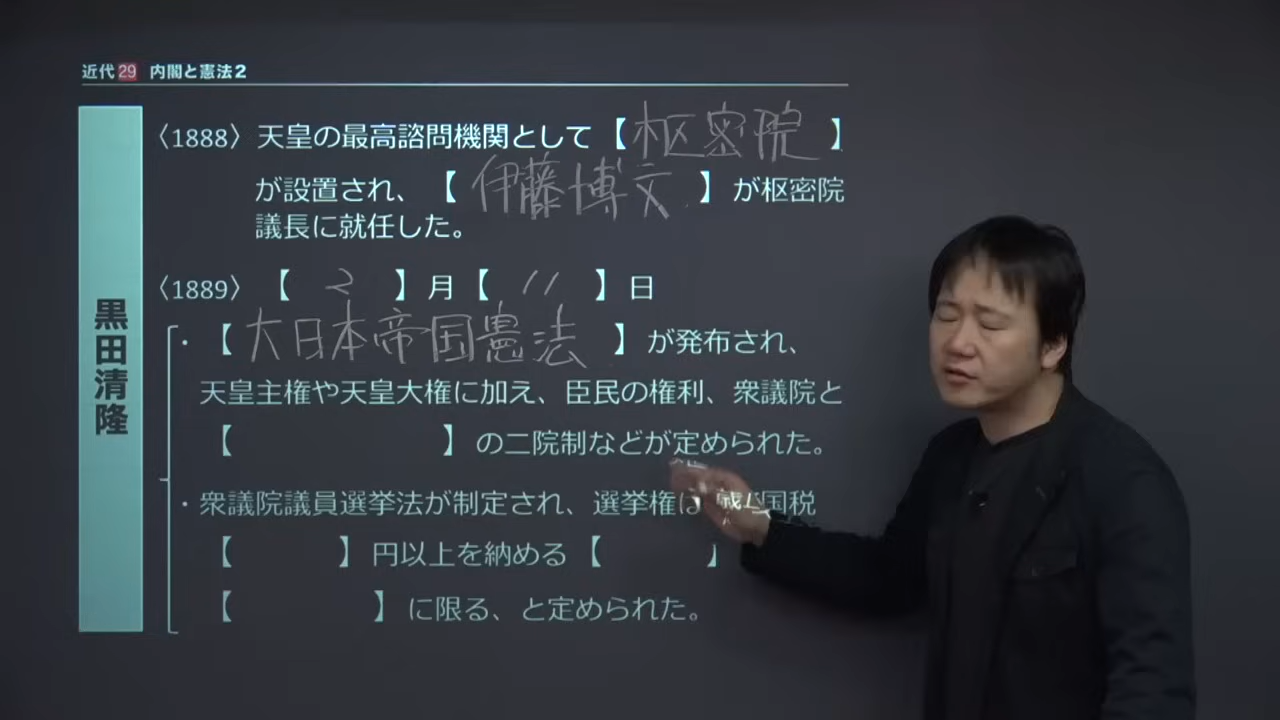 近代 29 内閣と憲法2
黒田清隆
〈1888〉天皇の最高諮問機関として【枢密院】
が設置され、【伊藤博文】が枢密院
議長に就任した。
〈1889〉【2】月【11】日
・【大日本帝国憲法】が発布され、
天皇主権や天皇大権に加え、臣民の権利、衆議院と
【　　　】の二院制などが定められた。
・衆議院議員選挙法が制定され、選挙権は 国税
【　　　】円以上を納める【　　　】
【　　　】に限る、と定められた。